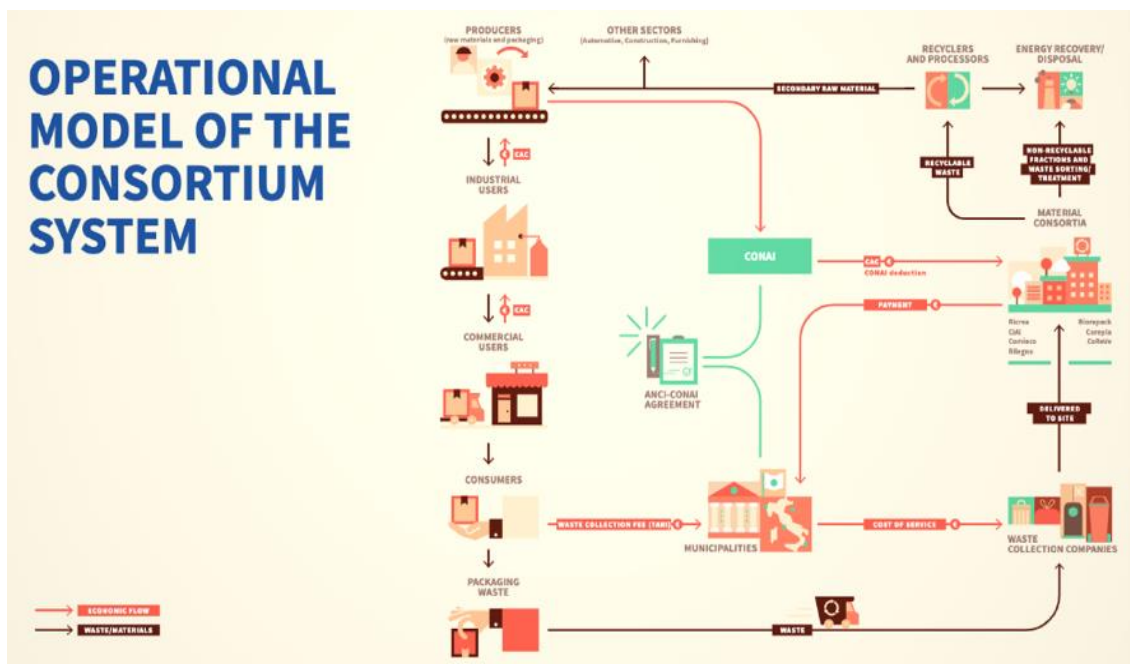 OPERATIONAL
MODEL OF THE
CONSORTIUM
SYSTEM
PRODUCERS
(raw materials and packaging)
OTHER SECTORS
(Automotive, Construction, Furnishing)
RECYCLERS
AND PROCESSORS
ENERGY RECOVERY/
DISPOSAL
SECONDARY RAW MATERIAL
CAC
INDUSTRIAL
USERS
RECYCLABLE
WASTE
NON-RECYCLABLE
FRACTIONS AND
WASTE SORTING/
TREATMENT
MATERIAL
CONSORTIA
CONAI
CAC
CONAI deduction
PAYMENT
CAC
COMMERCIAL
USERS
Ricrea
CiAl
Comieco
Rilegno
Biorepack
Corepla
CoReVe
ANCI-CONAI
AGREEMENT
DELIVERED
TO SITE
CONSUMERS
WASTE COLLECTION FEE (TARI)
COST OF SERVICE
MUNICIPALITIES
WASTE
COLLECTION COMPANIES
PACKAGING
WASTE
WASTE
ECONOMIC FLOW
WASTE/MATERIALS